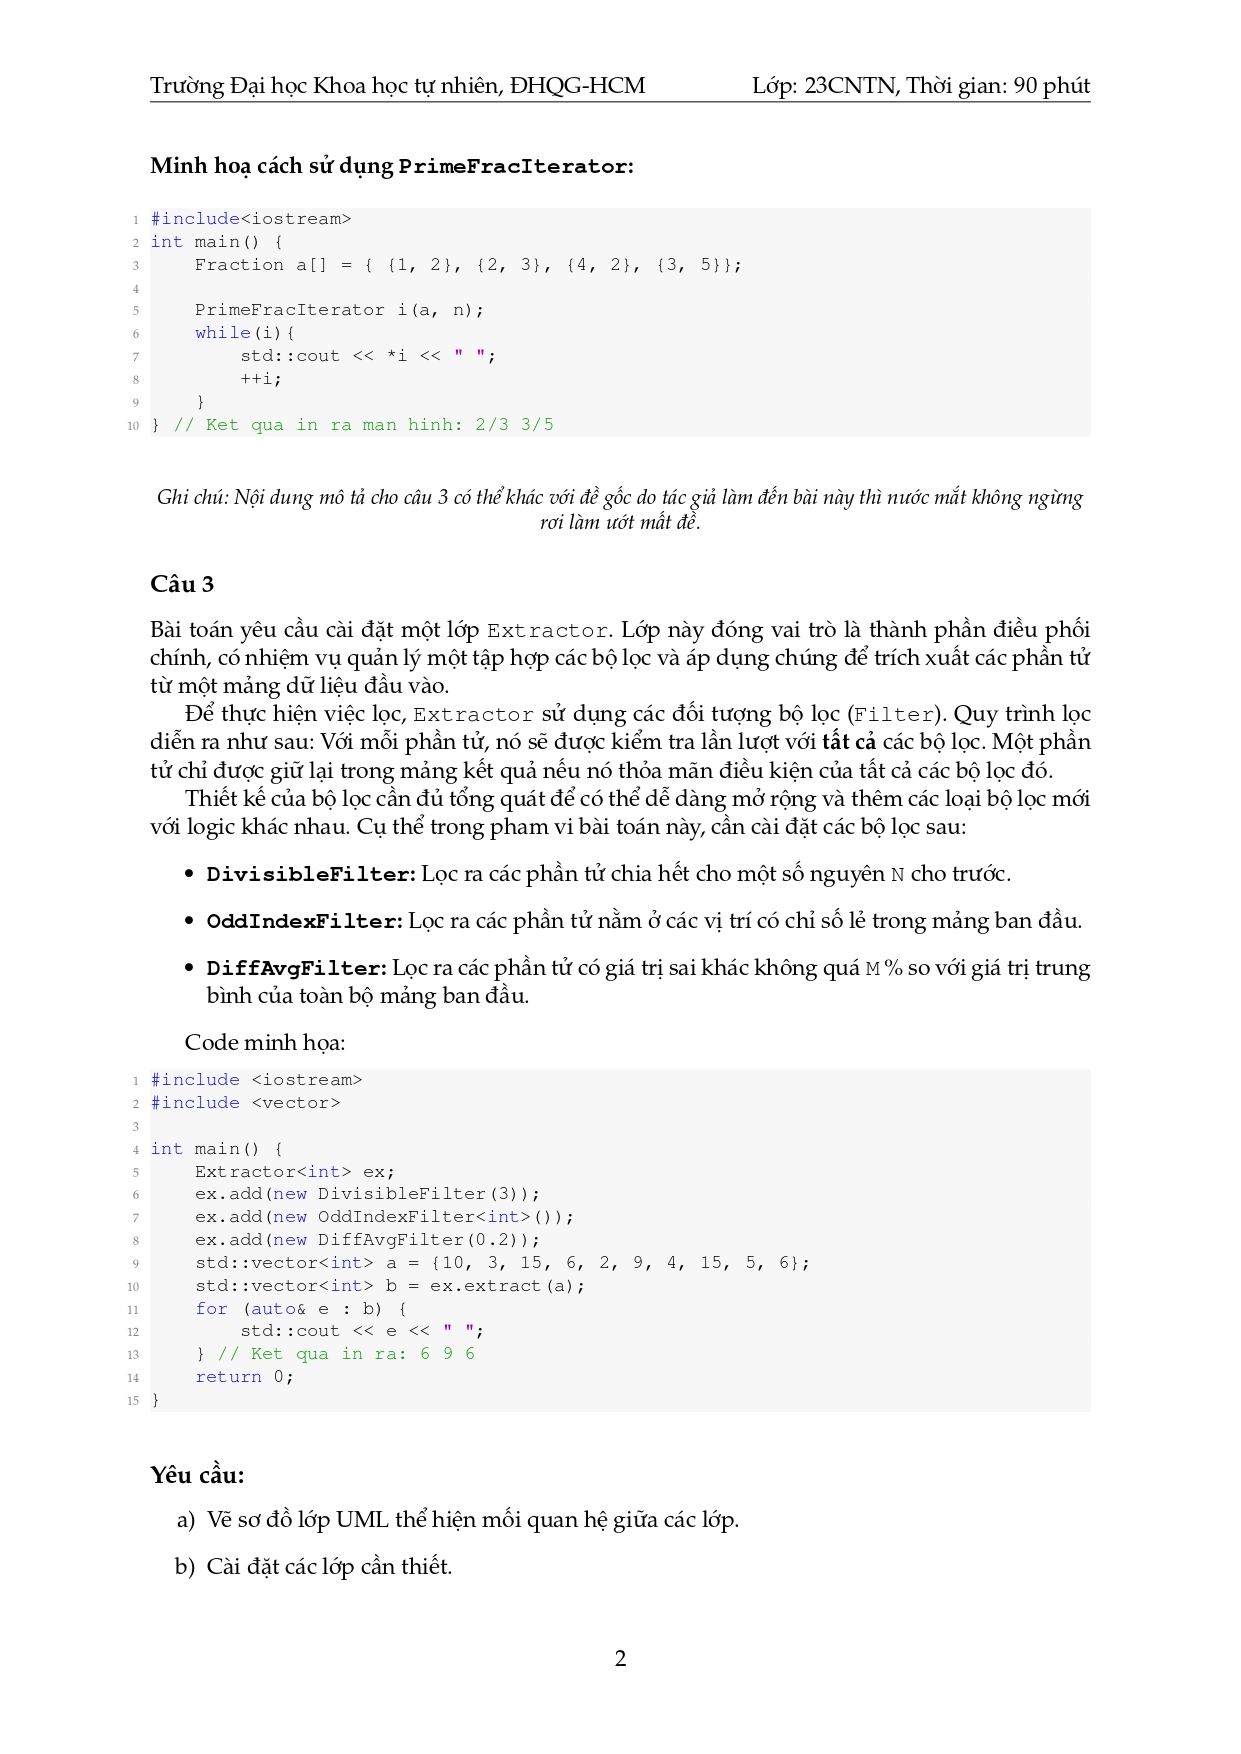 Trường Đại học Khoa học tự nhiên, ĐHQG-HCM Lớp: 23CNTN, Thời gian: 90 phút
Minh hoạ cách sử dụng PrimeFracIterator:
1 #include<iostream>
2 int main() {
3     Fraction a[] = { {1, 2}, {2, 3}, {4, 2}, {3, 5}};
4
5     PrimeFracIterator i(a, n);
6     while(i){
7         std::cout << *i << " ";
8         ++i;
9     }
10 } // Ket qua in ra man hinh: 2/3 3/5
Ghi chú: Nội dung mô tả cho câu 3 có thể khác với đề gốc do tác giả làm đến bài này thì nước mắt không ngừng
rơi làm ướt mất đề.
Câu 3
Bài toán yêu cầu cài đặt một lớp Extractor. Lớp này đóng vai trò là thành phần điều phối
chính, có nhiệm vụ quản lý một tập hợp các bộ lọc và áp dụng chúng để trích xuất các phần tử
từ một mảng dữ liệu đầu vào.
Để thực hiện việc lọc, Extractor sử dụng các đối tượng bộ lọc (Filter). Quy trình lọc
diễn ra như sau: Với mỗi phần tử, nó sẽ được kiểm tra lần lượt với tất cả các bộ lọc. Một phần
tử chỉ được giữ lại trong mảng kết quả nếu nó thỏa mãn điều kiện của tất cả các bộ lọc đó.
Thiết kế của bộ lọc cần đủ tổng quát để có thể dễ dàng mở rộng và thêm các loại bộ lọc mới
với logic khác nhau. Cụ thể trong phạm vi bài toán này, cần cài đặt các bộ lọc sau:
• DivisibleFilter: Lọc ra các phần tử chia hết cho một số nguyên N cho trước.
• OddIndexFilter: Lọc ra các phần tử nằm ở các vị trí có chỉ số lẻ trong mảng ban đầu.
• DiffAvgFilter: Lọc ra các phần tử có giá trị sai khác không quá M % so với giá trị trung
bình của toàn bộ mảng ban đầu.
Code minh họa:
1 #include <iostream>
2 #include <vector>
3
4 int main() {
5     Extractor<int> ex;
6     ex.add(new DivisibleFilter(3));
7     ex.add(new OddIndexFilter<int>());
8     ex.add(new DiffAvgFilter(0.2));
9     std::vector<int> a = {10, 3, 15, 6, 2, 9, 4, 15, 5, 6};
10     std::vector<int> b = ex.extract(a);
11     for (auto& e : b) {
12         std::cout << e << " ";
13     } // Ket qua in ra: 6 9 6
14     return 0;
15 }
Yêu cầu:
a) Vẽ sơ đồ lớp UML thể hiện mối quan hệ giữa các lớp.
b) Cài đặt các lớp cần thiết.
2